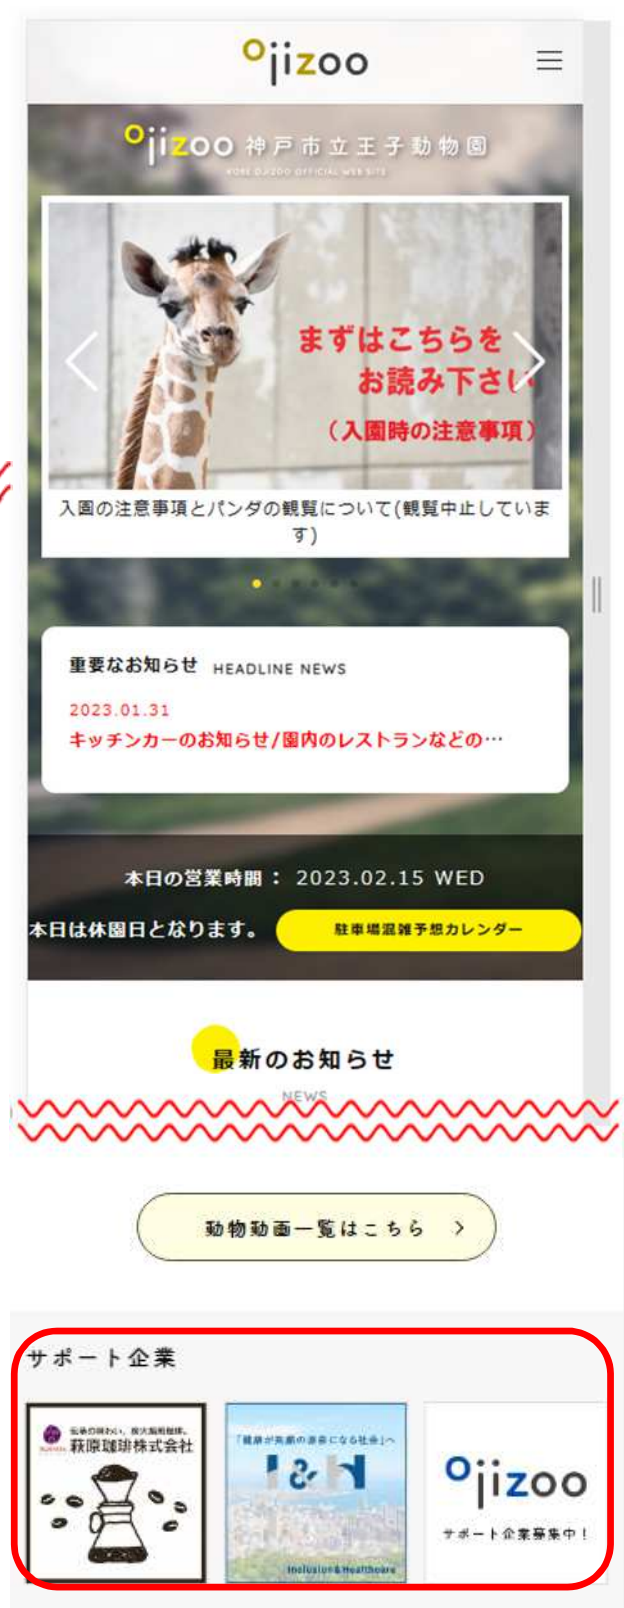 ojizoo
ojizoo 神戸市立王子動物園
KOBE OJIZOO OFFICIAL WEB SITE
まずはこちらを
お読み下さい
(入園時の注意事項)
入園の注意事項とパンダの観覧について(観覧中止していま
す)
重要なお知らせ HEADLINE NEWS
2023.01.31
キッチンカーのお知らせ/園内のレストランなどの…
本日の営業時間： 2023.02.15 WED
本日は休園日となります。 駐車場混雑予想カレンダー
最新のお知らせ
NEWS
動物動画一覧はこちら >
サポート企業
萩原珈琲株式会社
「健康が笑顔の源泉になる社会」へ
I&H
Inclusion&Healthcare
ojizoo
サポート企業募集中！